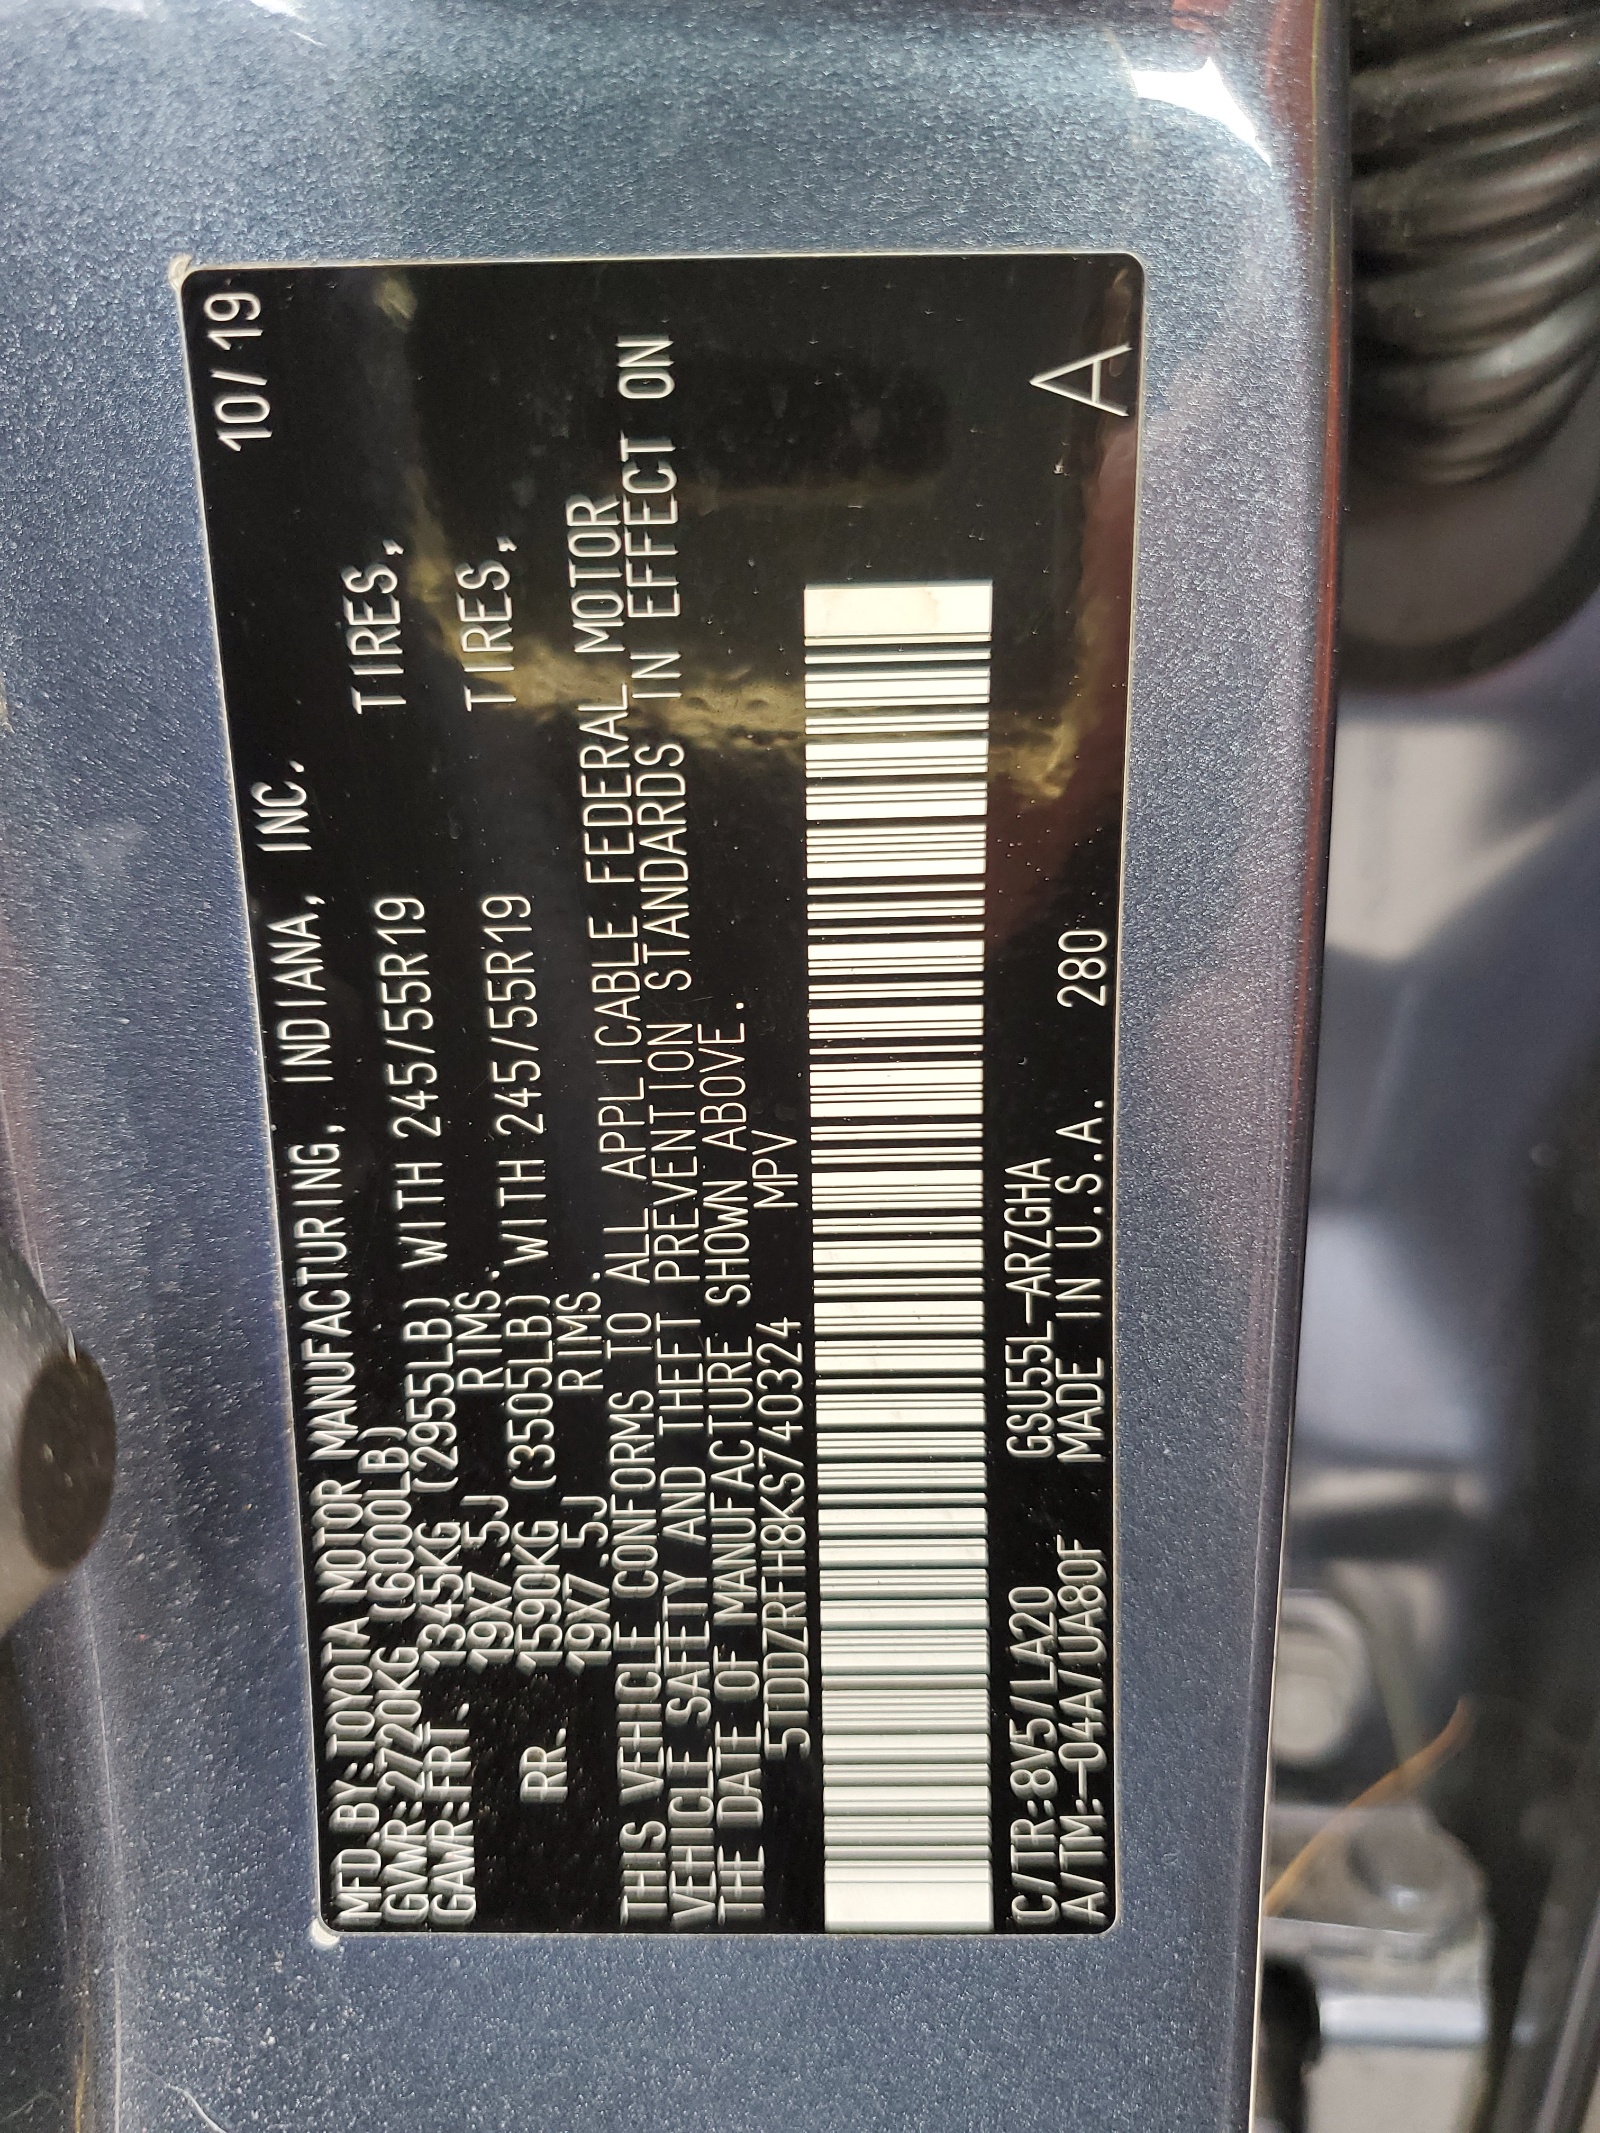 MFD.BY:TOYOTA MOTOR MANUFACTURING, INDIANA, INC. 10/19
GVWR:2720KG (6000LB)
GAWR:FRT. 1345KG (2955LB) WITH 245/55R19 TIRES,
19X7.5J RIMS.
RR. 1590KG (3505LB) WITH 245/55R19 TIRES,
19X7.5J RIMS.
THIS VEHICLE CONFORMS TO ALL APPLICABLE FEDERAL MOTOR
VEHICLE SAFETY AND THEFT PREVENTION STANDARDS IN EFFECT ON
THE DATE OF MANUFACTURE SHOWN ABOVE.
5TDDZRFH8KS740324 MPV
C/TR:8V5/LA20 GSU55L-ARZGHA
A/TM:-04A/UA80F MADE IN U.S.A. 280 A